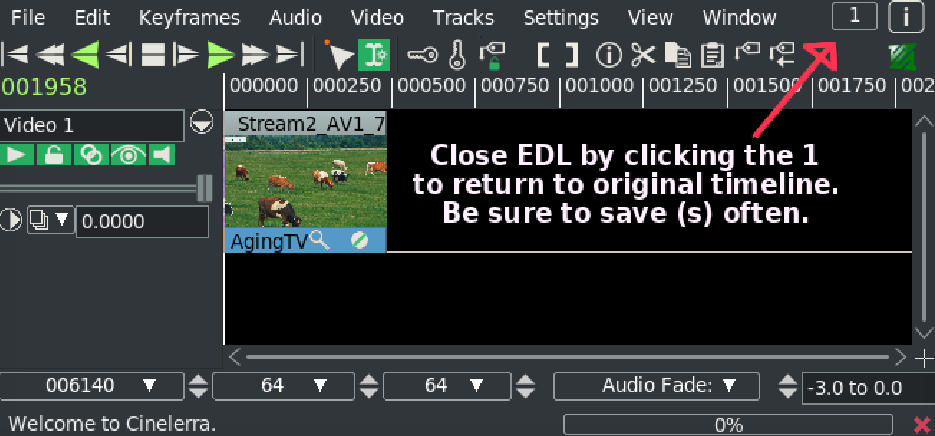 File Edit Keyframes Audio Video Tracks Settings View Window 1 i
001958
000000 000250 000500 000750 001000 001250 001500 001750 002
Video 1
Stream2_AV1_7
AgingTV
Close EDL by clicking the 1
to return to original timeline.
Be sure to save (s) often.
0.0000
006140 64 64 Audio Fade: -3.0 to 0.0
Welcome to Cinelerra. 0%